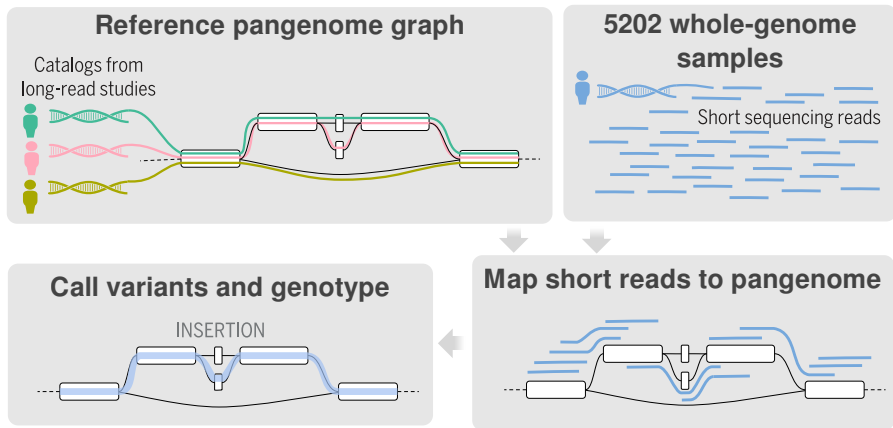 Reference pangenome graph
Catalogs from
long-read studies
5202 whole-genome
samples
Short sequencing reads
Call variants and genotype
INSERTION
Map short reads to pangenome